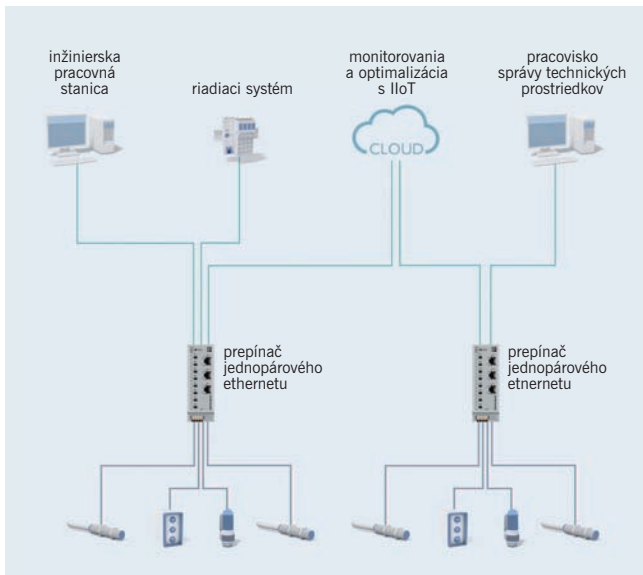 inžinierska
pracovná
stanica
riadiaci systém
monitorovania
a optimalizácia
s IIoT
pracovisko
správy technických
prostriedkov
CLOUD
prepínač
jednopárového
ethernetu
prepínač
jednopárového
etnernetu